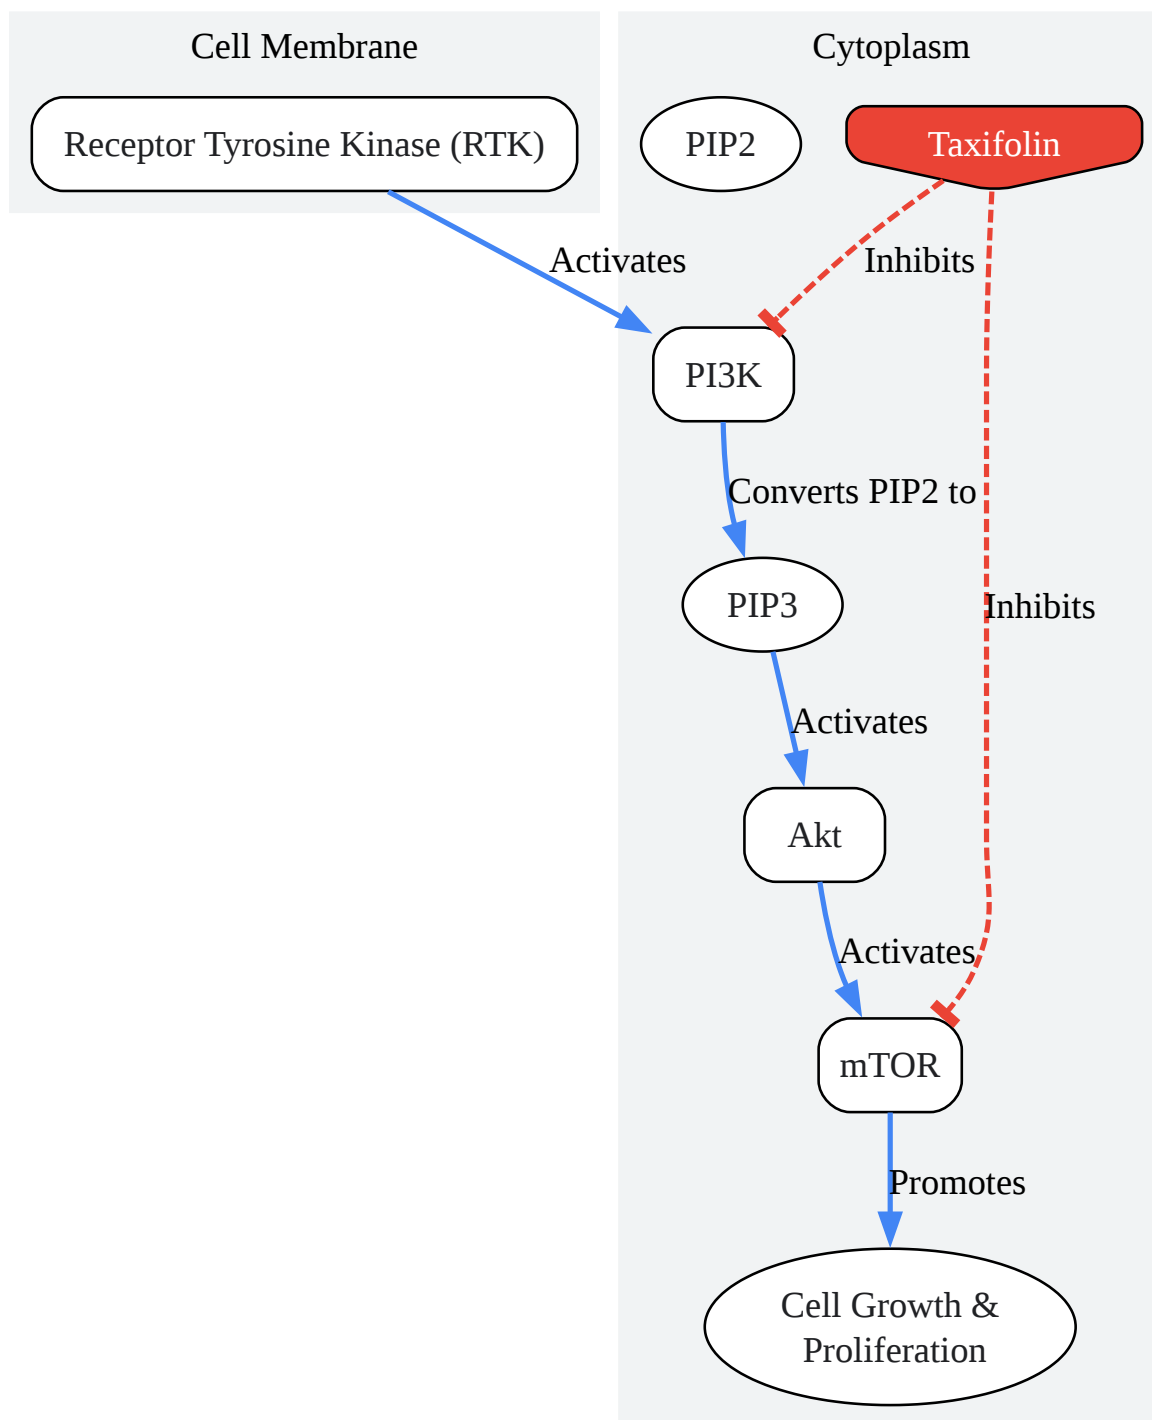 Cell Membrane
Cytoplasm
Receptor Tyrosine Kinase (RTK)
PIP2
Taxifolin
Activates
Inhibits
PI3K
Converts PIP2 to
PIP3
Inhibits
Activates
Akt
Activates
mTOR
Promotes
Cell Growth &
Proliferation